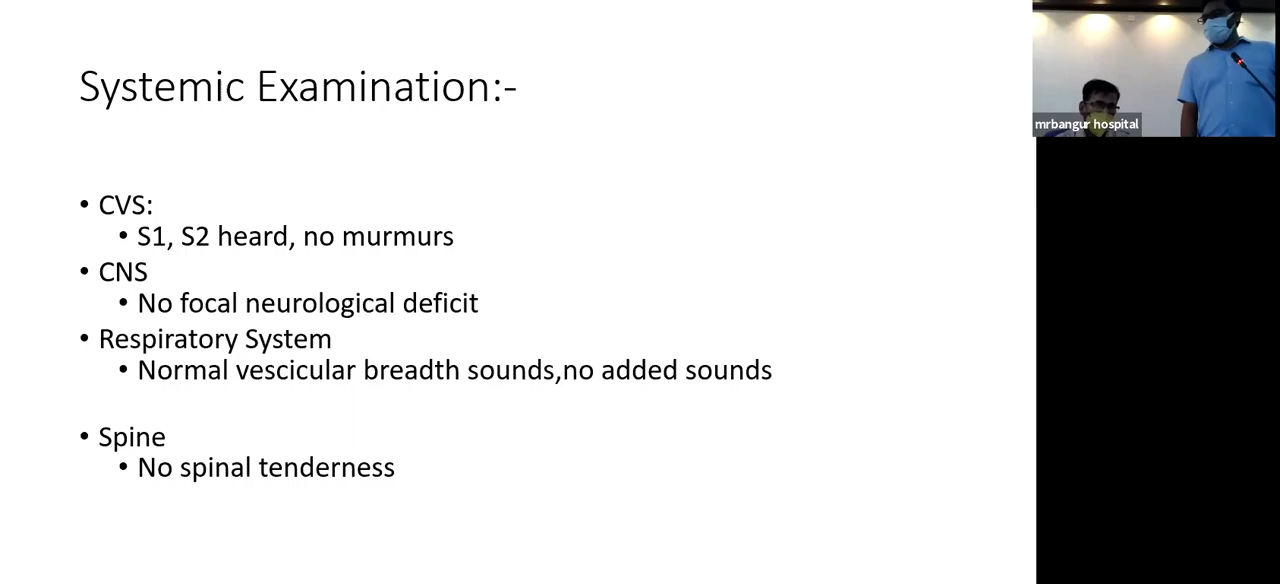 Systemic Examination:-
• CVS:
• S1, S2 heard, no murmurs
• CNS
• No focal neurological deficit
• Respiratory System
• Normal vescicular breadth sounds,no added sounds
• Spine
• No spinal tenderness
mrbangur hospital